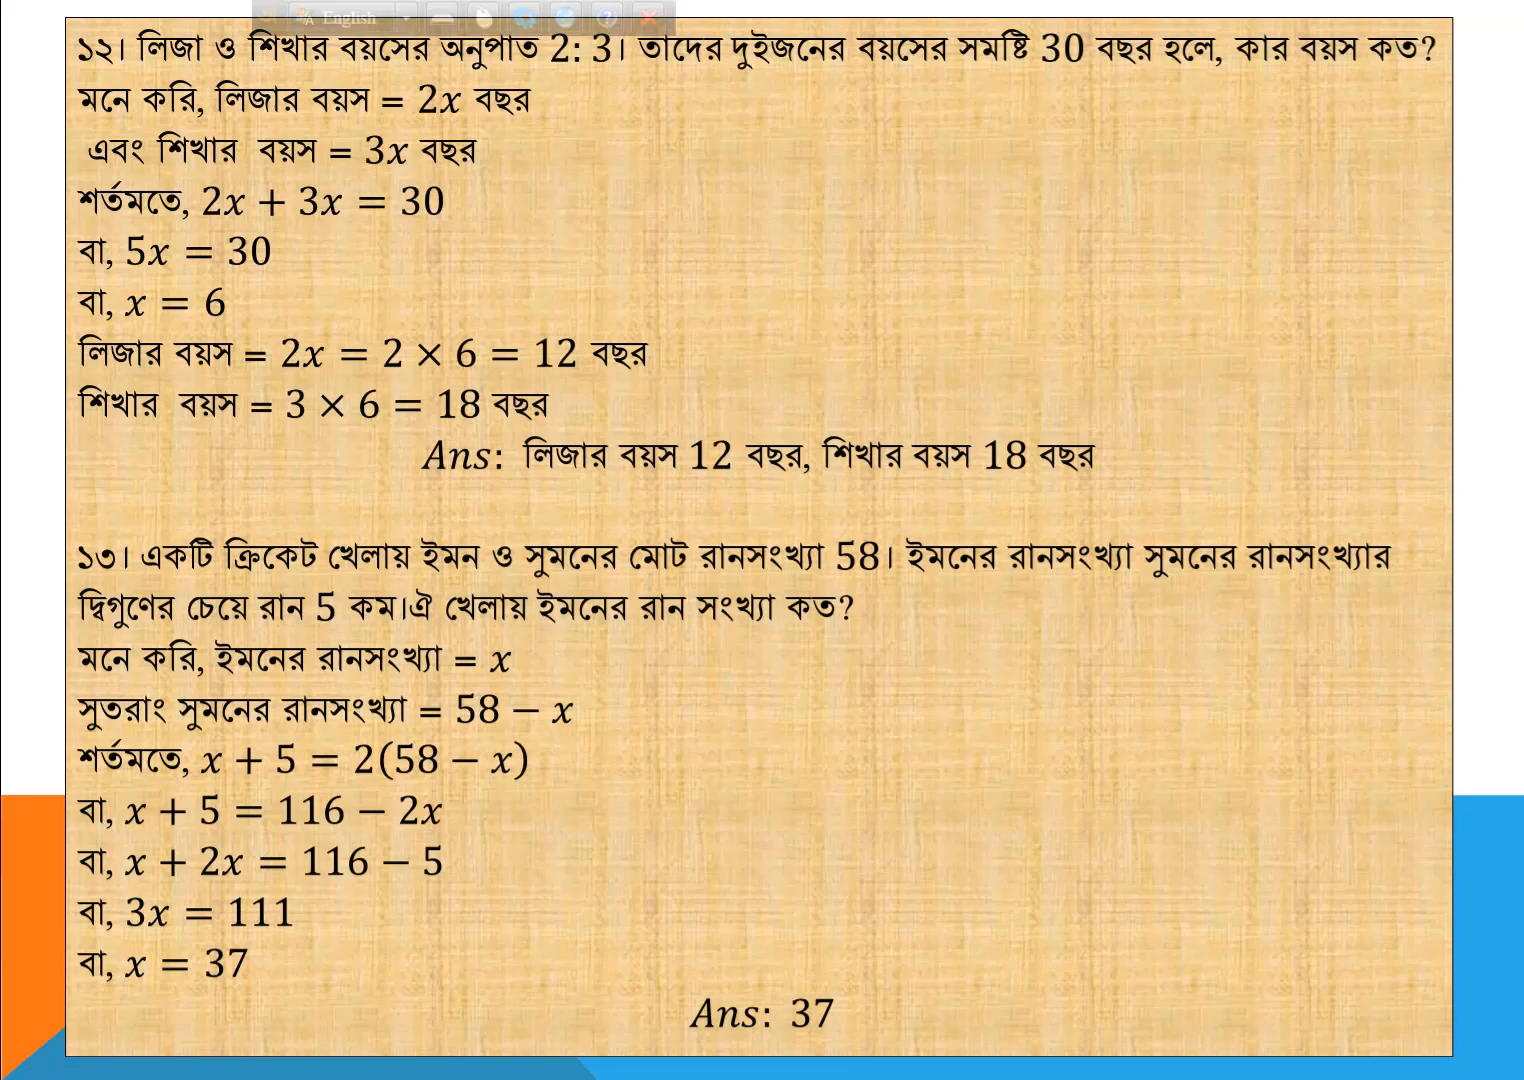 English
১২। লিজা ও শিখার বয়সের অনুপাত 2: 3। তাদের দুইজনের বয়সের সমষ্টি 30 বছর হলে, কার বয়স কত?
মনে করি, লিজার বয়স = 2x বছর
এবং শিখার বয়স = 3x বছর
শর্তমতে, 2x + 3x = 30
বা, 5x = 30
বা, x = 6
লিজার বয়স = 2x = 2 × 6 = 12 বছর
শিখার বয়স = 3 × 6 = 18 বছর
Ans: লিজার বয়স 12 বছর, শিখার বয়স 18 বছর
১৩। একটি ক্রিকেট খেলায় ইমন ও সুমনের মোট রানসংখ্যা 58। ইমনের রানসংখ্যা সুমনের রানসংখ্যার
দ্বিগুণের চেয়ে রান 5 কম।ঐ খেলায় ইমনের রান সংখ্যা কত?
মনে করি, ইমনের রানসংখ্যা = x
সুতরাং সুমনের রানসংখ্যা = 58 − x
শর্তমতে, x + 5 = 2(58 − x)
বা, x + 5 = 116 − 2x
বা, x + 2x = 116 − 5
বা, 3x = 111
বা, x = 37
Ans: 37